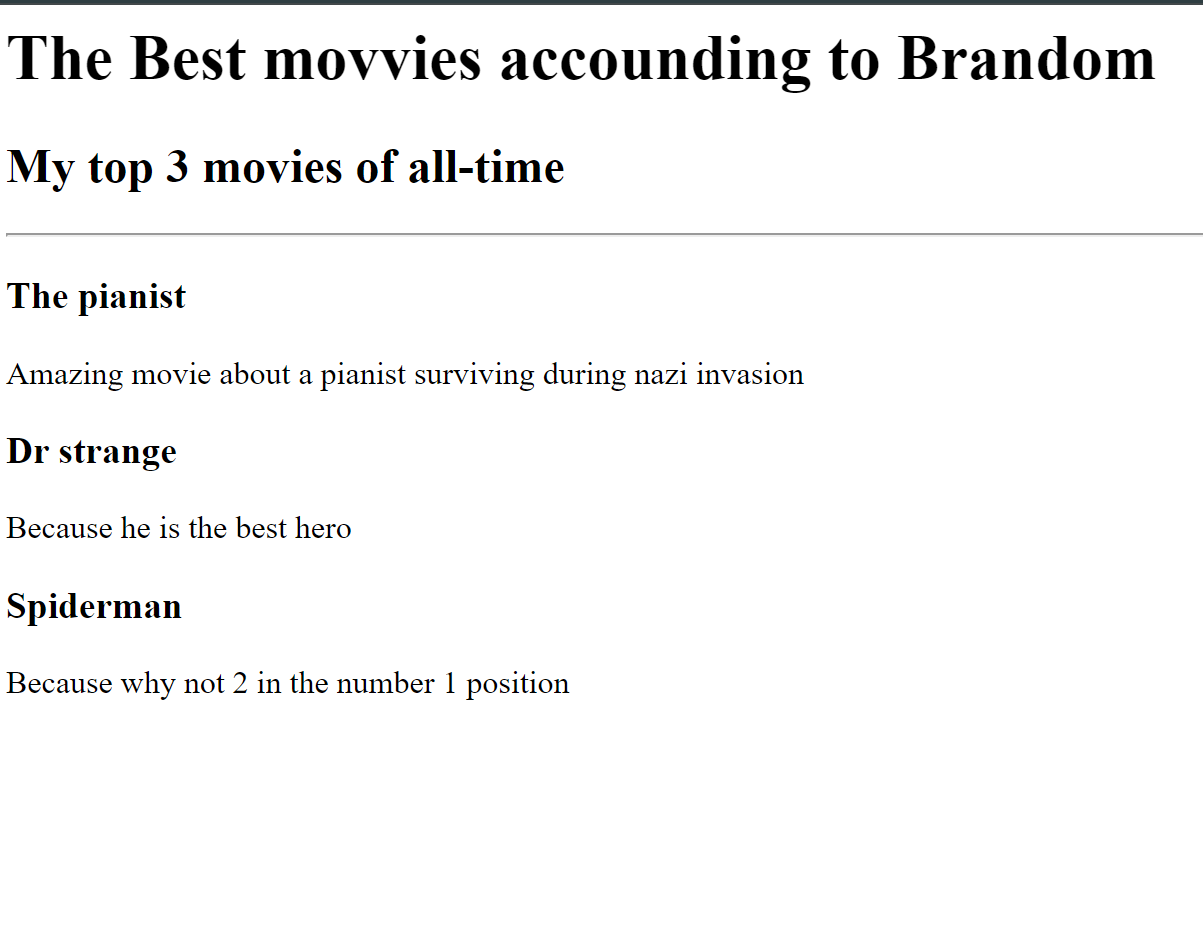 The Best movvies accounding to Brandom
My top 3 movies of all-time
The pianist
Amazing movie about a pianist surviving during nazi invasion
Dr strange
Because he is the best hero
Spiderman
Because why not 2 in the number 1 position